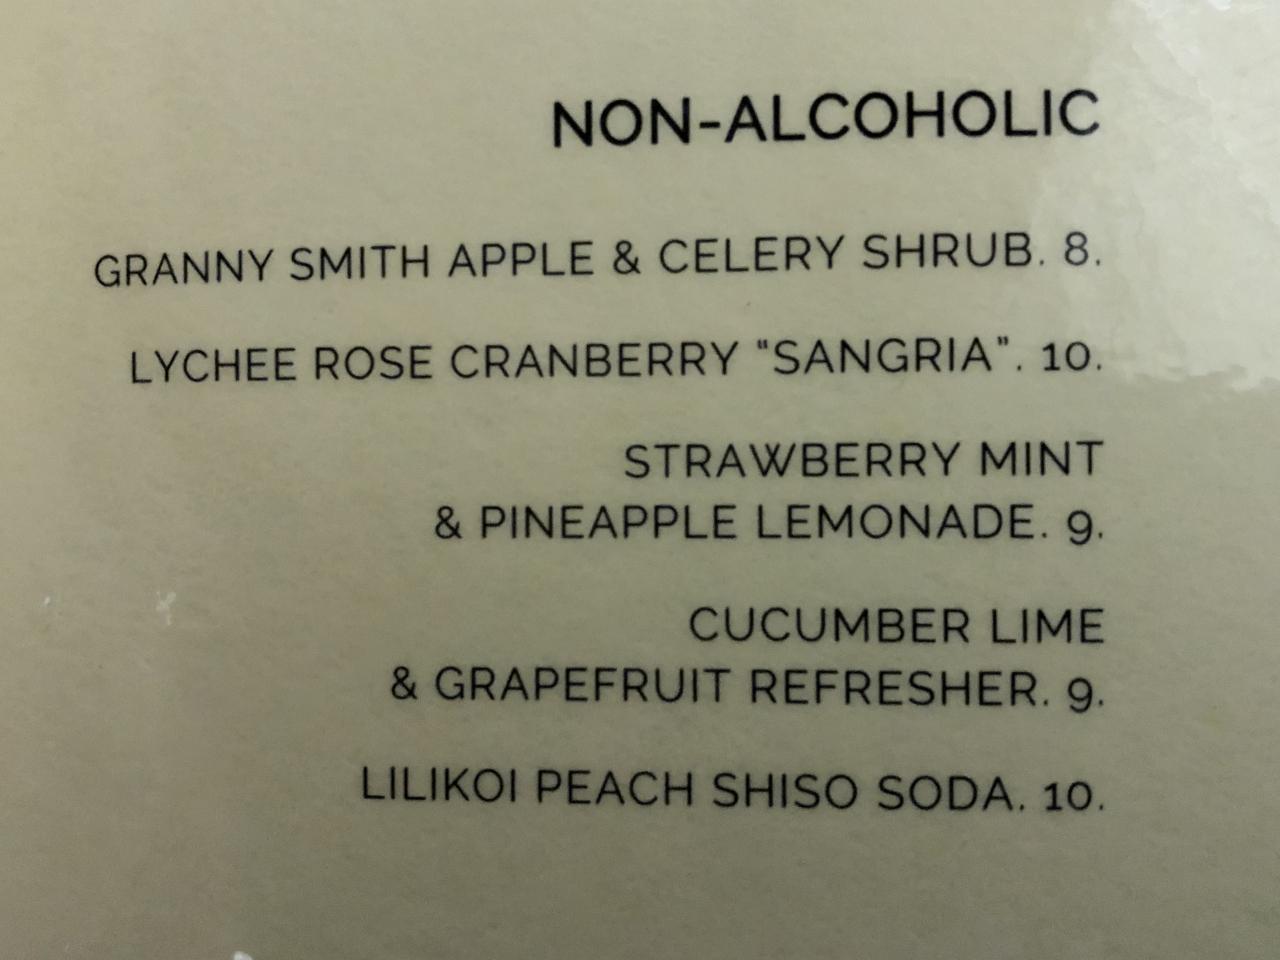 NON-ALCOHOLIC
GRANNY SMITH APPLE & CELERY SHRUB. 8.
LYCHEE ROSE CRANBERRY "SANGRIA". 10.
STRAWBERRY MINT
& PINEAPPLE LEMONADE. 9.
CUCUMBER LIME
& GRAPEFRUIT REFRESHER. 9.
LILIKOI PEACH SHISO SODA. 10.